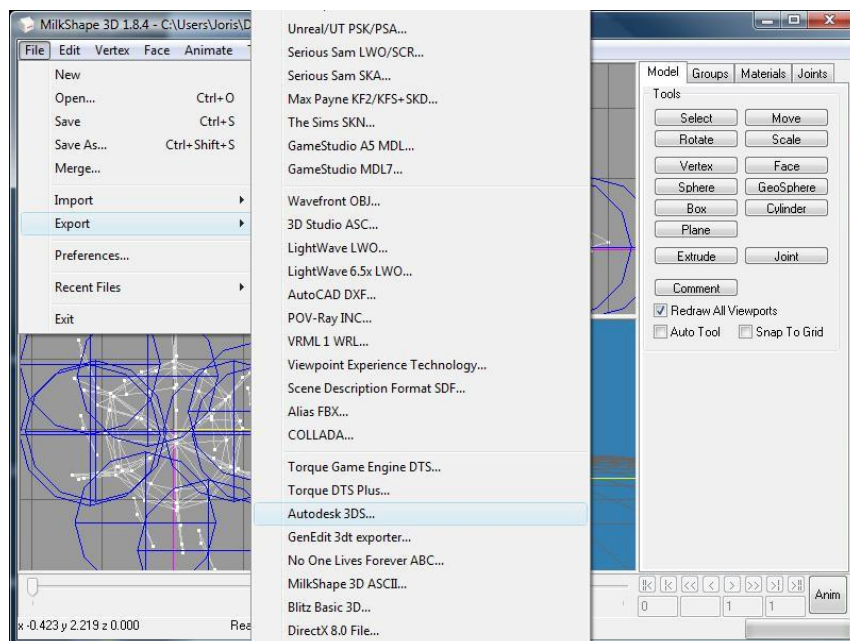 MilkShape 3D 1.8.4 - C:\Users\Joris\D
File Edit Vertex Face Animate
New
Open... Ctrl+O
Save Ctrl+S
Save As... Ctrl+Shift+S
Merge...
Import
Export
Preferences...
Recent Files
Exit
Unreal/UT PSK/PSA...
Serious Sam LWO/SCR...
Serious Sam SKA...
Max Payne KF2/KFS+SKD...
The Sims SKN...
GameStudio A5 MDL...
GameStudio MDL7...
Wavefront OBJ...
3D Studio ASC...
LightWave LWO...
LightWave 6.5x LWO...
AutoCAD DXF...
POV-Ray INC...
VRML 1 WRL...
Viewpoint Experience Technology...
Scene Description Format SDF...
Alias FBX...
COLLADA...
Torque Game Engine DTS...
Torque DTS Plus...
Autodesk 3DS...
GenEdit 3dt exporter...
No One Lives Forever ABC...
MilkShape 3D ASCII...
Blitz Basic 3D...
DirectX 8.0 File...
Model Groups Materials Joints
Tools
Select Move
Rotate Scale
Vertex Face
Sphere GeoSphere
Box Cylinder
Plane
Extrude Joint
Comment
Redraw All Viewports
Auto Tool Snap To Grid
|< K << < > >> >| >||
0 1 1 Anim
x -0.423 y 2.219 z 0.000 Rea